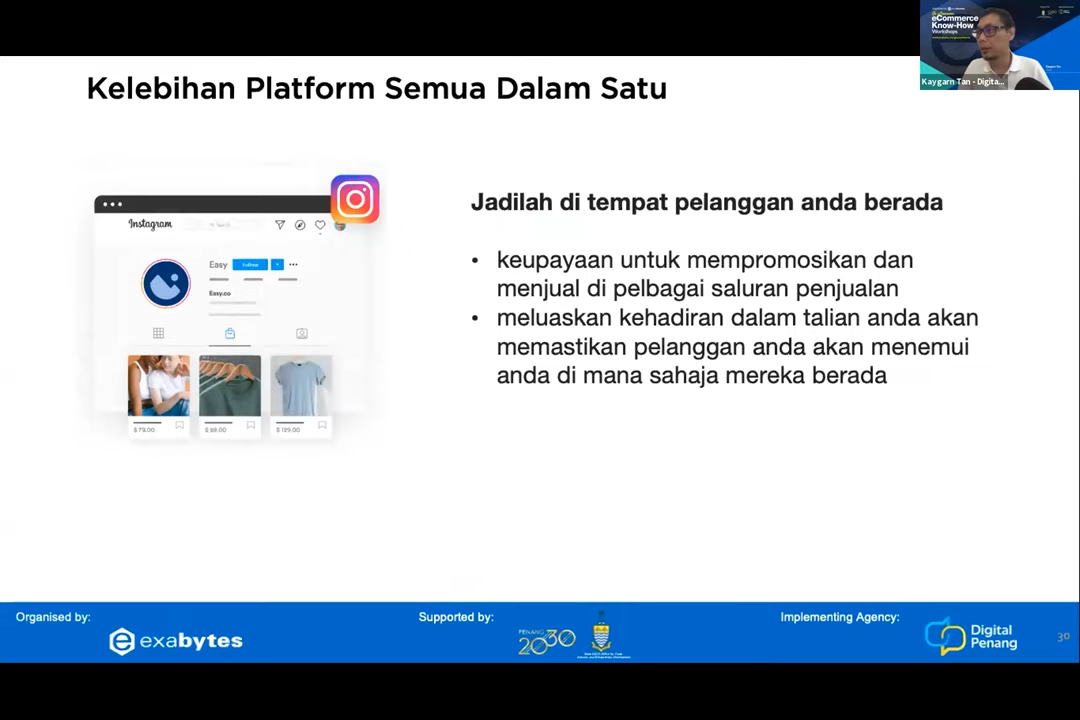 eCommerce
Know-How
Workshops
Kaygarn Tan - Digita...
Kelebihan Platform Semua Dalam Satu
Instagram
Easy
Follow
Easy.co
$ 79.00
$ 89.00
$ 129.00
Jadilah di tempat pelanggan anda berada
• keupayaan untuk mempromosikan dan
menjual di pelbagai saluran penjualan
• meluaskan kehadiran dalam talian anda akan
memastikan pelanggan anda akan menemui
anda di mana sahaja mereka berada
Organised by:
exabytes
Supported by:
PENANG
2030
Implementing Agency:
Digital
Penang
30